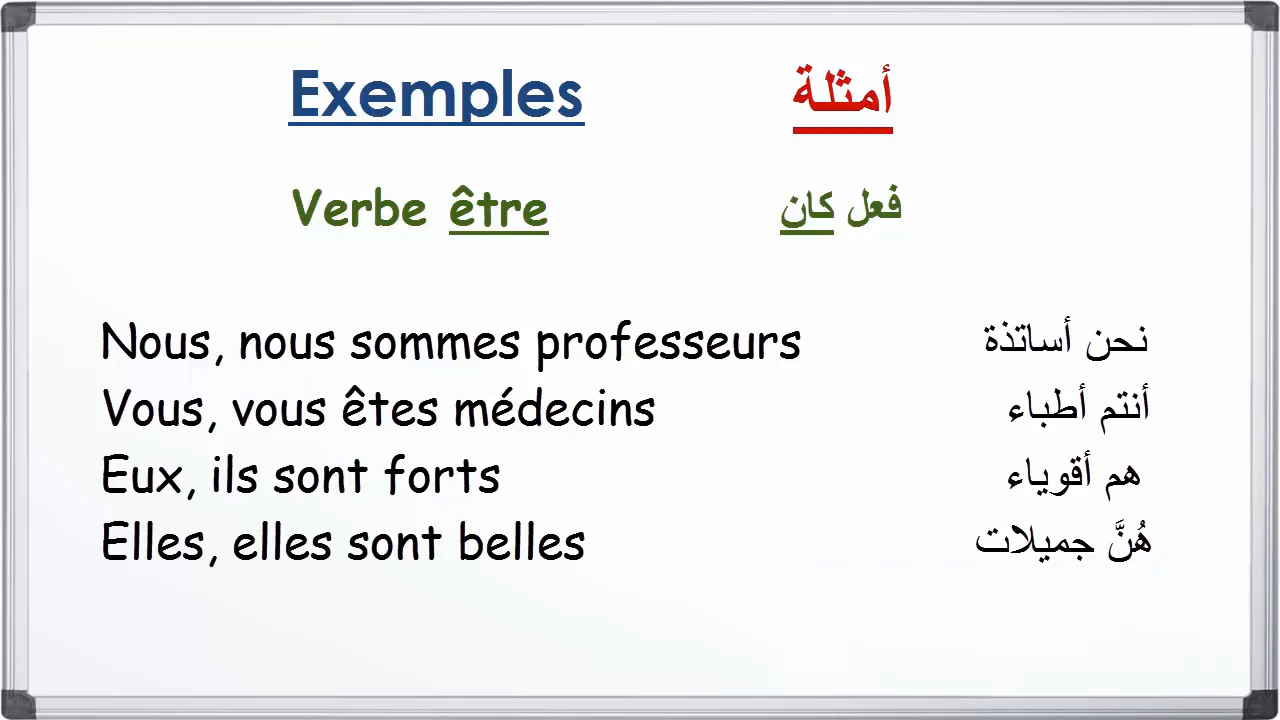 Exemples أمثلة
Verbe être فعل كان
Nous, nous sommes professeurs نحن أساتذة
Vous, vous êtes médecins أنتم أطباء
Eux, ils sont forts هم أقوياء
Elles, elles sont belles هُنَّ جميلات